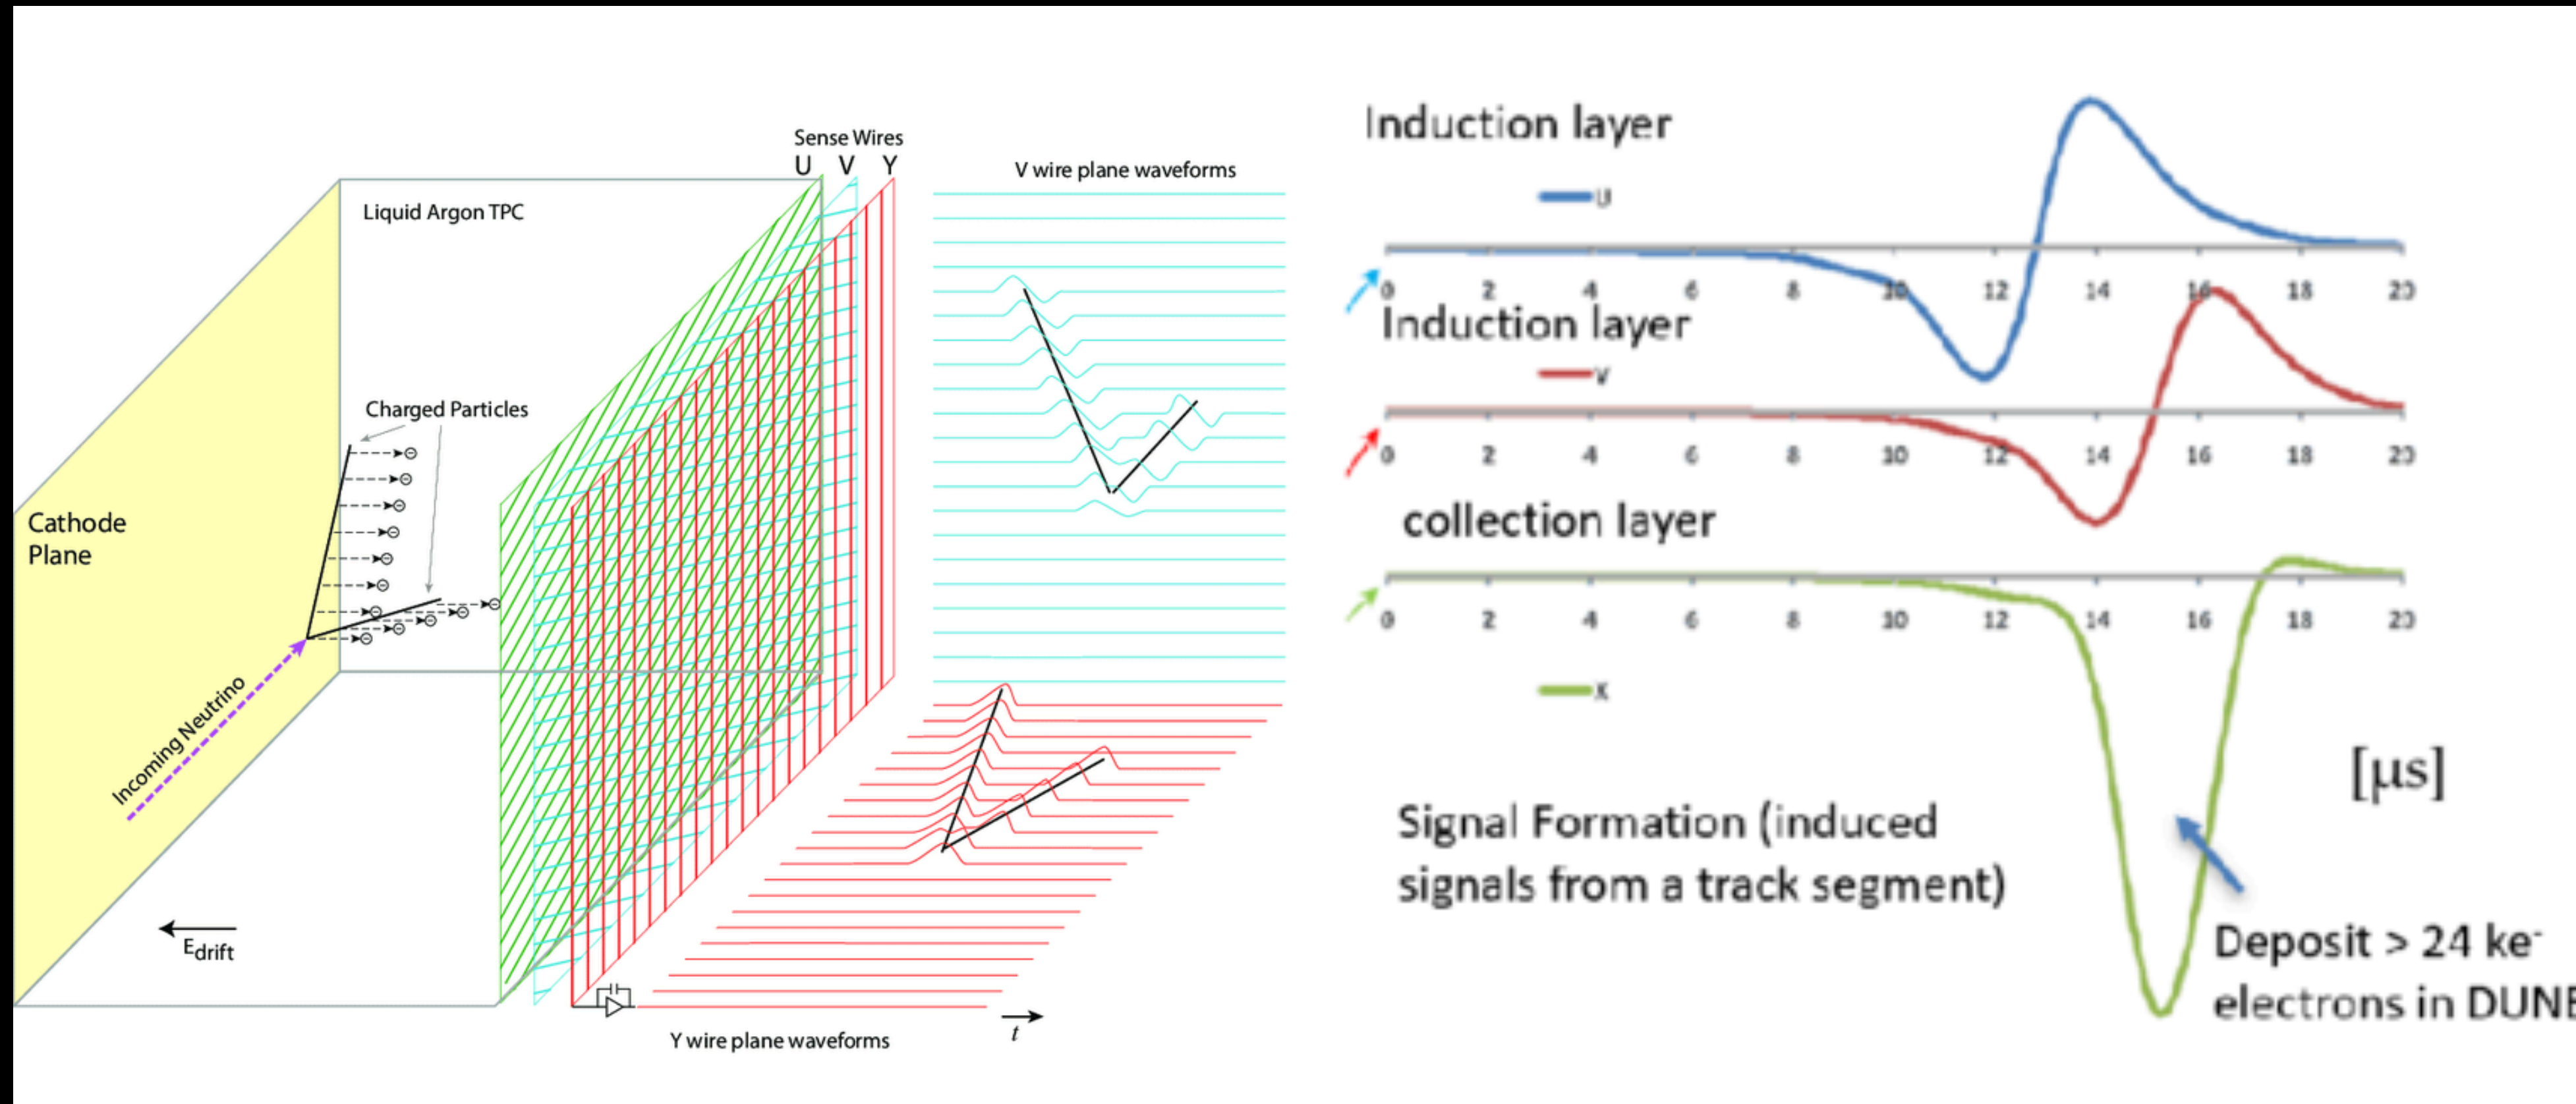 Sense Wires
U V Y
Liquid Argon TPC
V wire plane waveforms
Charged Particles
Cathode
Plane
Incoming Neutrino
Edrift
Y wire plane waveforms
t
Induction layer
U
0 2 4 6 8 10 12 14 16 18 20
Induction layer
V
0 2 4 6 8 10 12 14 16 18 20
collection layer
0 2 4 6 8 10 12 14 16 18 20
X
[μs]
Signal Formation (induced
signals from a track segment)
Deposit > 24 ke-
electrons in DUNE